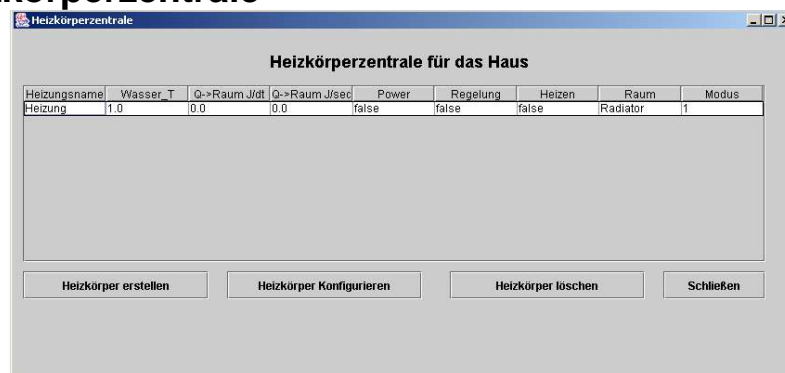 Heizkörperzentrale
Heizkörperzentrale für das Haus
Heizungsname Wasser_T Q->Raum J/dt Q->Raum J/sec Power Regelung Heizen Raum Modus
Heizung 1.0 0.0 0.0 false false false Radiator 1
Heizkörper erstellen Heizkörper Konfigurieren Heizkörper löschen Schließen